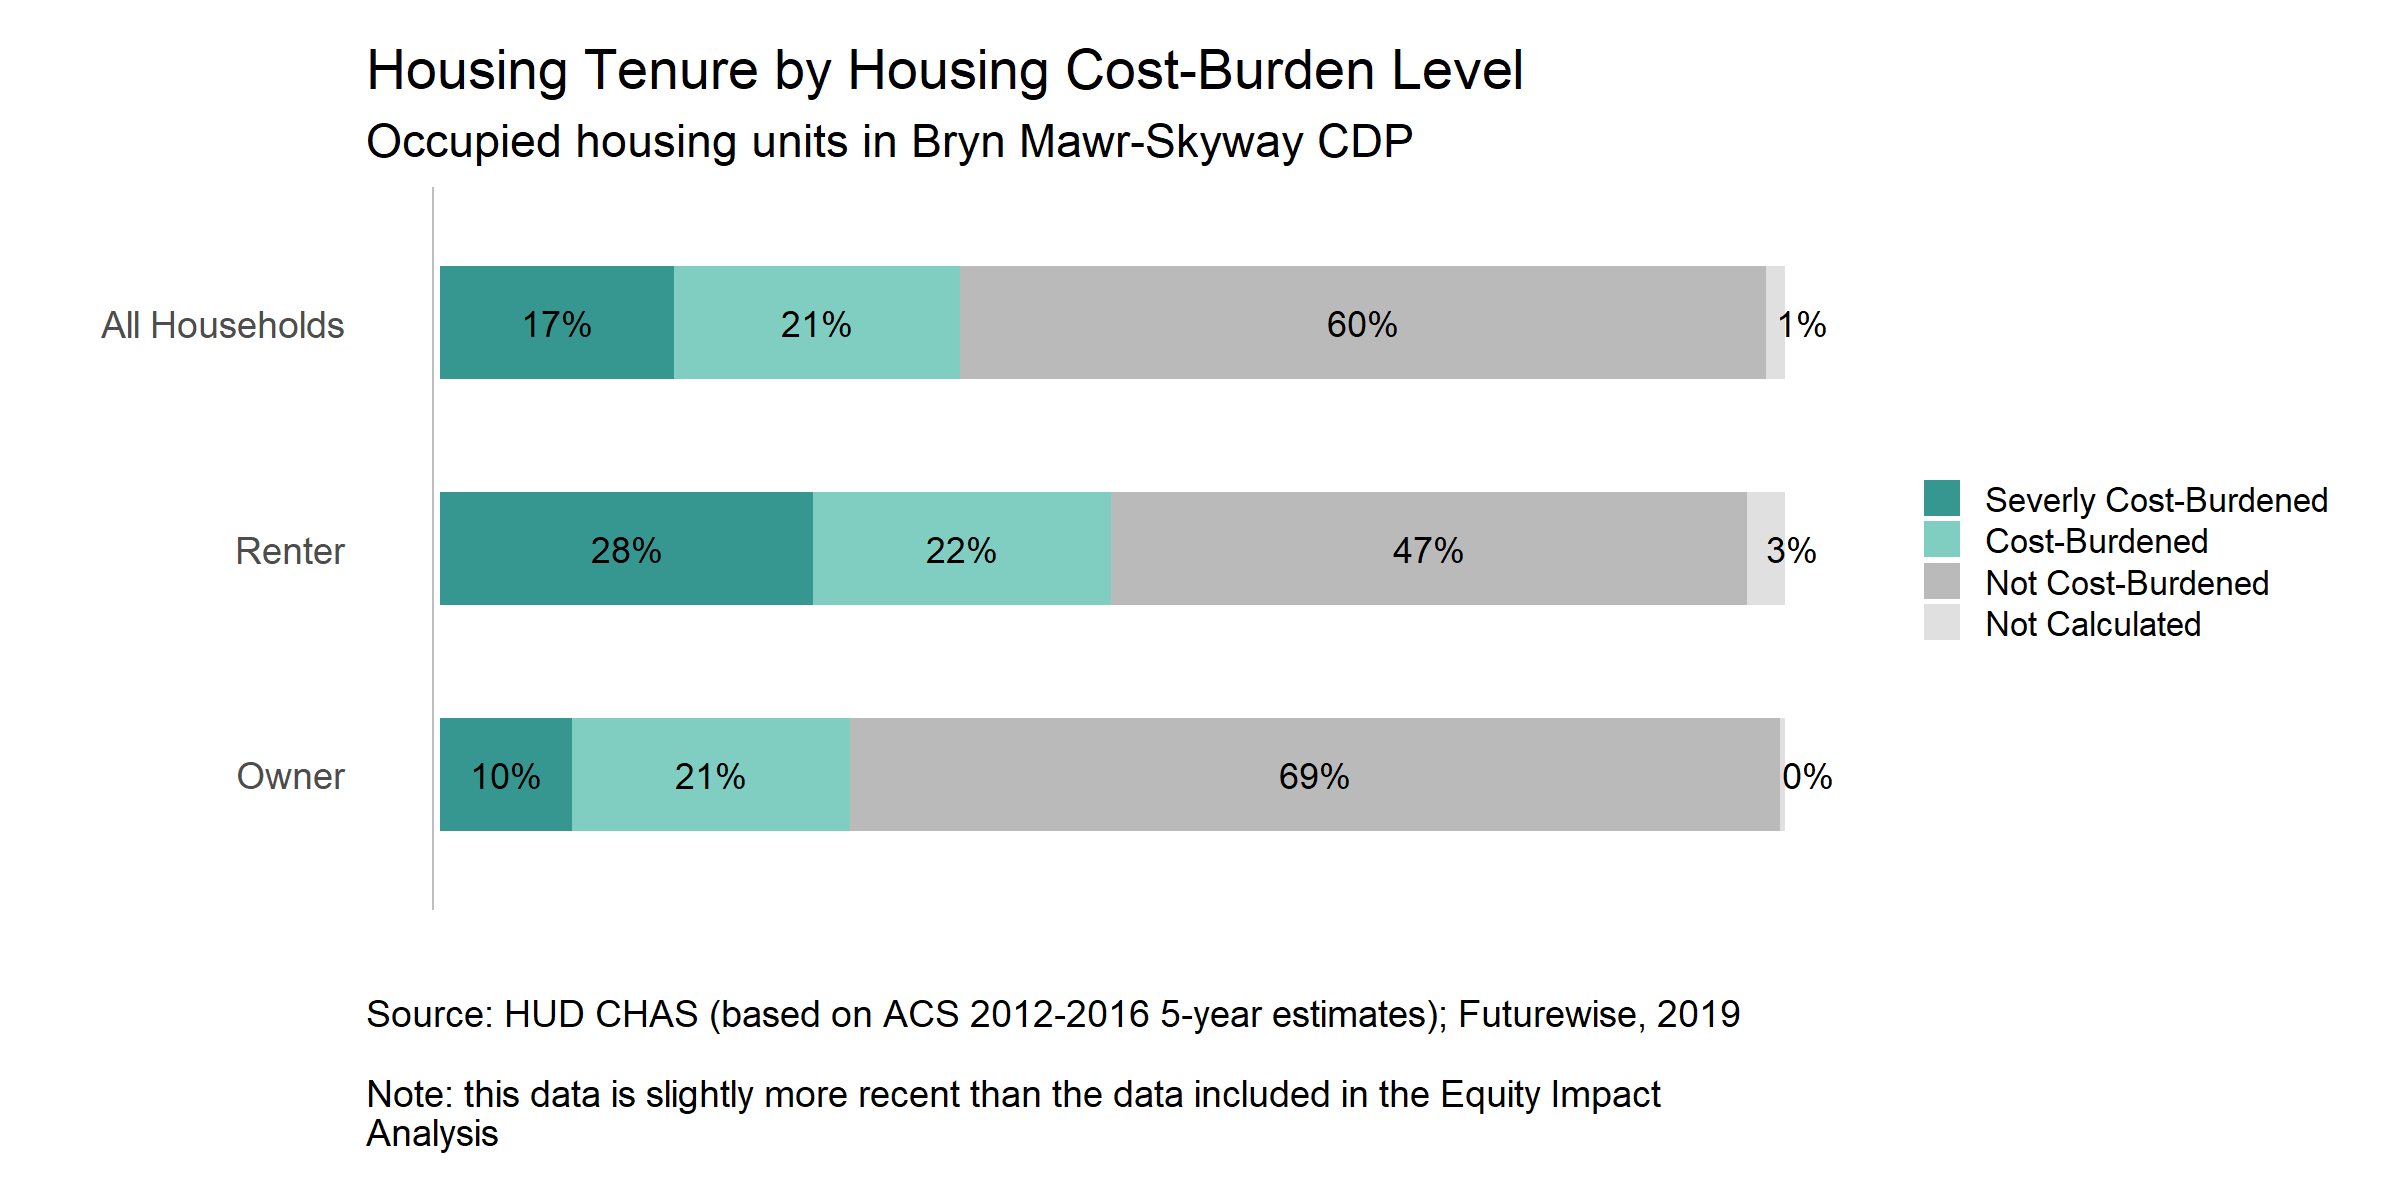 Housing Tenure by Housing Cost-Burden Level
Occupied housing units in Bryn Mawr-Skyway CDP
All Households
17%
21%
60%
1%
Renter
28%
22%
47%
3%
Owner
10%
21%
69%
0%
Severly Cost-Burdened
Cost-Burdened
Not Cost-Burdened
Not Calculated
Source: HUD CHAS (based on ACS 2012-2016 5-year estimates); Futurewise, 2019
Note: this data is slightly more recent than the data included in the Equity Impact
Analysis